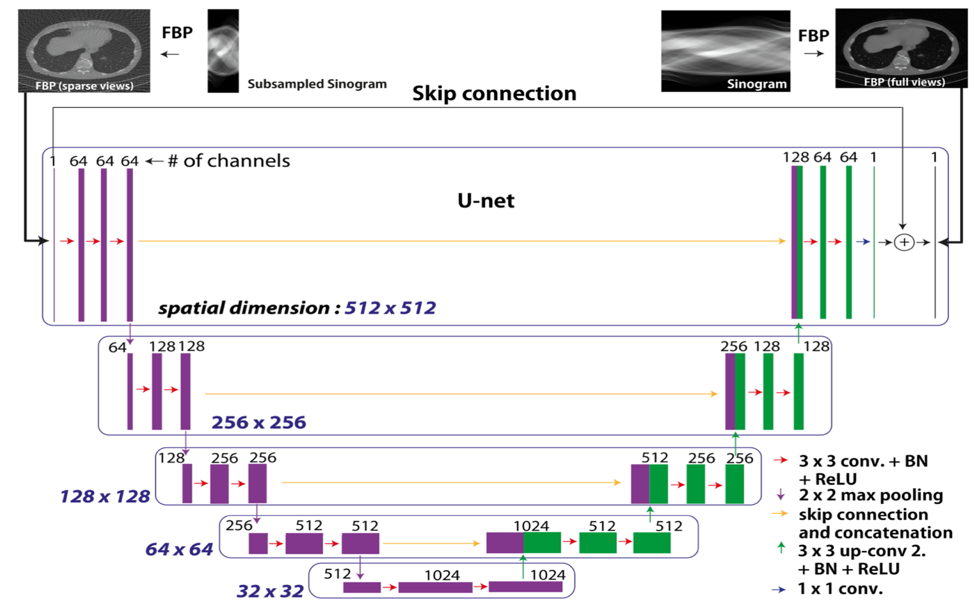 FBP
FBP
FBP (sparse views)
Subsampled Sinogram
Sinogram
FBP (full views)
Skip connection
1 64 64 64 # of channels
128 64 64 1 1
U-net
+
spatial dimension : 512 x 512
64 128 128
256 128 128
256 x 256
128 256 256
512 256 256
128 x 128
256 512 512
1024 512 512
64 x 64
512 1024 1024
32 x 32
3 x 3 conv. + BN
+ ReLU
2 x 2 max pooling
skip connection
and concatenation
3 x 3 up-conv 2.
+ BN + ReLU
1 x 1 conv.